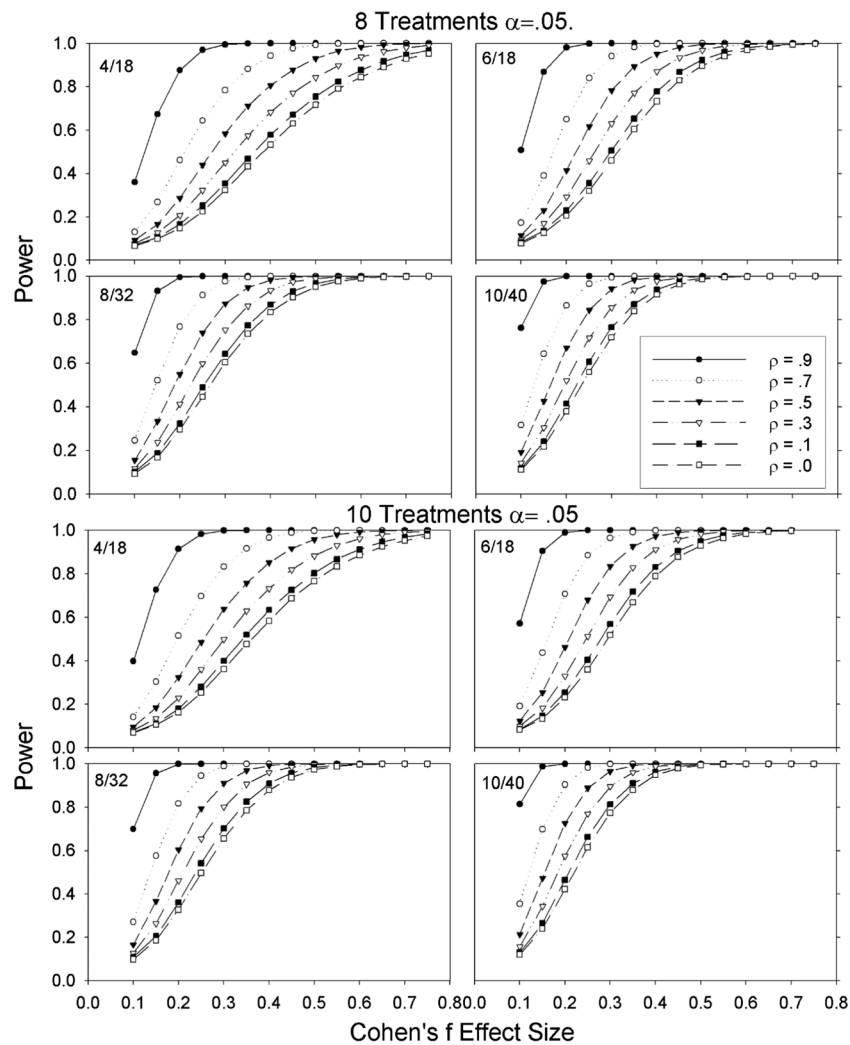 8 Treatments α=.05.
1.0
0.8
0.6
0.4
0.2
0.0
4/18
6/18
Power
1.0
0.8
0.6
0.4
0.2
0.0
8/32
10/40
ρ = .9
ρ = .7
ρ = .5
ρ = .3
ρ = .1
ρ = .0
10 Treatments α= .05
1.0
0.8
0.6
0.4
0.2
0.0
4/18
6/18
Power
1.0
0.8
0.6
0.4
0.2
0.0
8/32
10/40
0.0 0.1 0.2 0.3 0.4 0.5 0.6 0.7 0.8
0.0 0.1 0.2 0.3 0.4 0.5 0.6 0.7 0.8
Cohen's f Effect Size